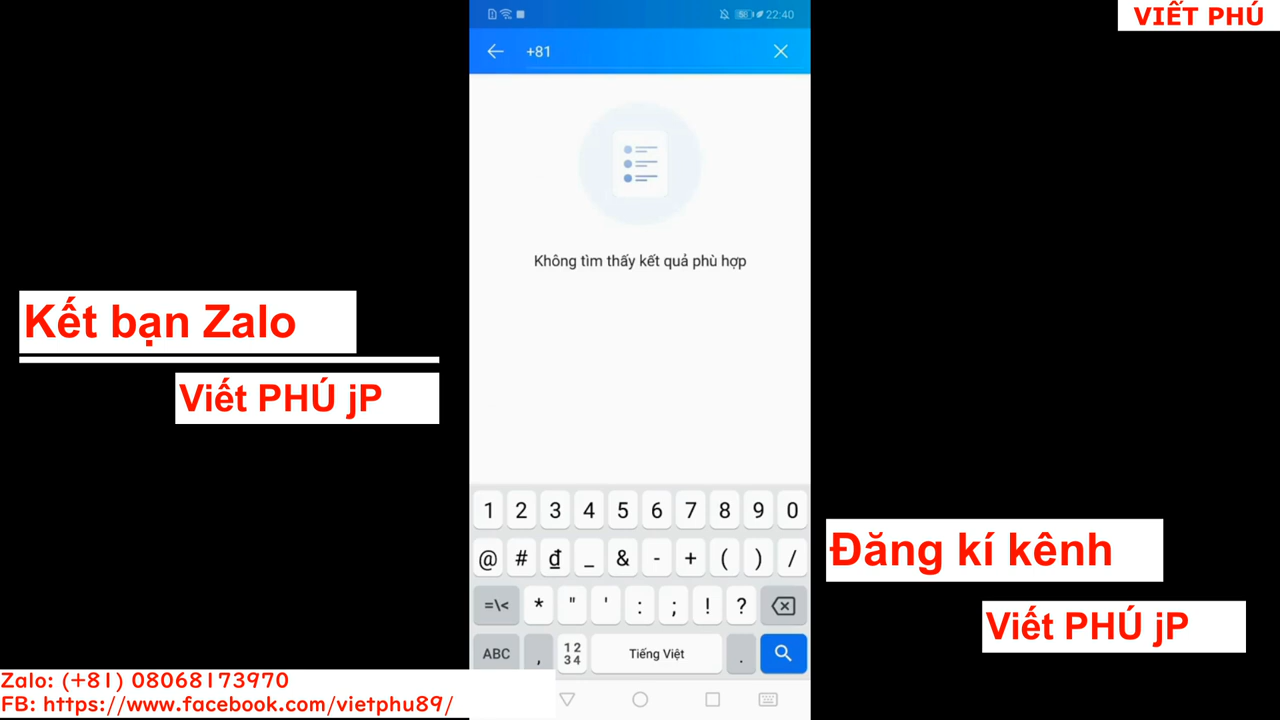 22:40
VIẾT PHÚ
+81
Không tìm thấy kết quả phù hợp
Kết bạn Zalo
Viết PHÚ jP
1 2 3 4 5 6 7 8 9 0
@ # đ _ & - + ( ) /
=\< * " ' : ; ! ?
ABC , 12 34 Tiếng Việt .
Đăng kí kênh
Viết PHÚ jP
Zalo: (+81) 08068173970
FB: https://www.facebook.com/vietphu89/